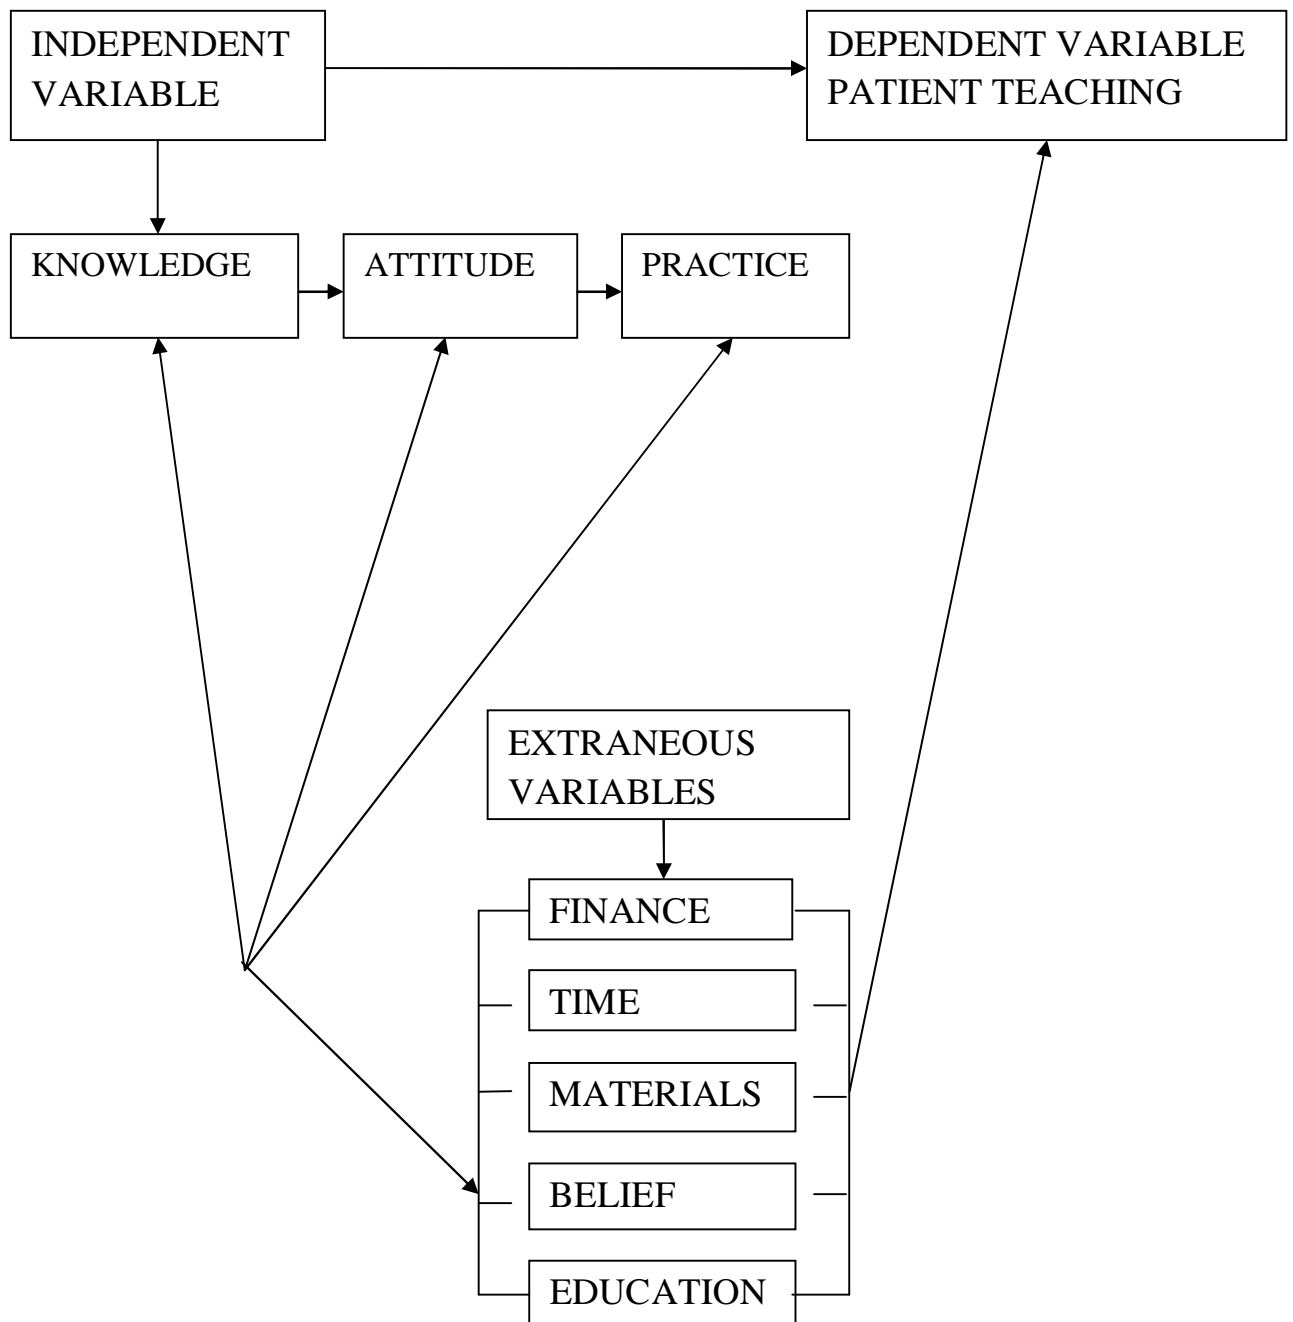 INDEPENDENT
VARIABLE
DEPENDENT VARIABLE
PATIENT TEACHING
KNOWLEDGE
ATTITUDE
PRACTICE
EXTRANEOUS
VARIABLES
FINANCE
TIME
MATERIALS
BELIEF
EDUCATION